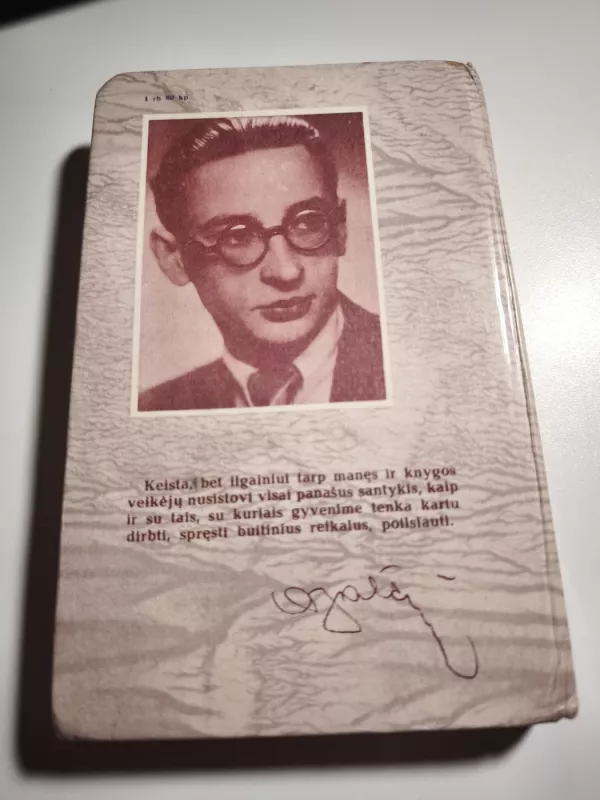 1 rb 80 kp
Keista, bet ilgainiui tarp manęs ir knygos
veikėjų nusistovi visai panašus santykis, kaip
ir su tais, su kuriais gyvenime tenka kartu
dirbti, spręsti buitinius reikalus, poilsiauti.